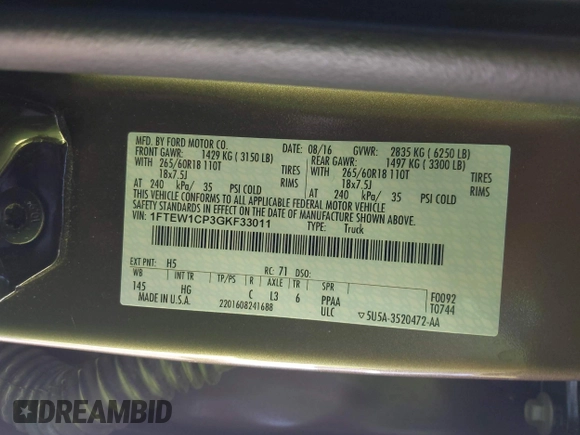 MFD. BY FORD MOTOR CO. DATE: 08/16 GVWR: 2835 KG ( 6250 LB)
FRONT GAWR: 1429 KG ( 3150 LB) REAR GAWR: 1497 KG ( 3300 LB)
WITH 265/60R18 110T TIRES WITH 265/60R18 110T TIRES
18x7.5J RIMS 18x7.5J RIMS
AT 240 kPa/ 35 PSI COLD AT 240 kPa/ 35 PSI COLD
THIS VEHICLE CONFORMS TO ALL APPLICABLE FEDERAL MOTOR VEHICLE
SAFETY STANDARDS IN EFFECT ON THE DATE OF MANUFACTURE SHOWN ABOVE.
VIN: 1FTEW1CP3GKF33011 TYPE: Truck
EXT PNT: H5 RC: 71 DSO:
WB INT TR TP/PS R AXLE TR SPR
145 HG C L3 6 PPAA F0092
ULC T0744
MADE IN U.S.A. 2201608241688 5U5A-3520472-AA
DREAMBID